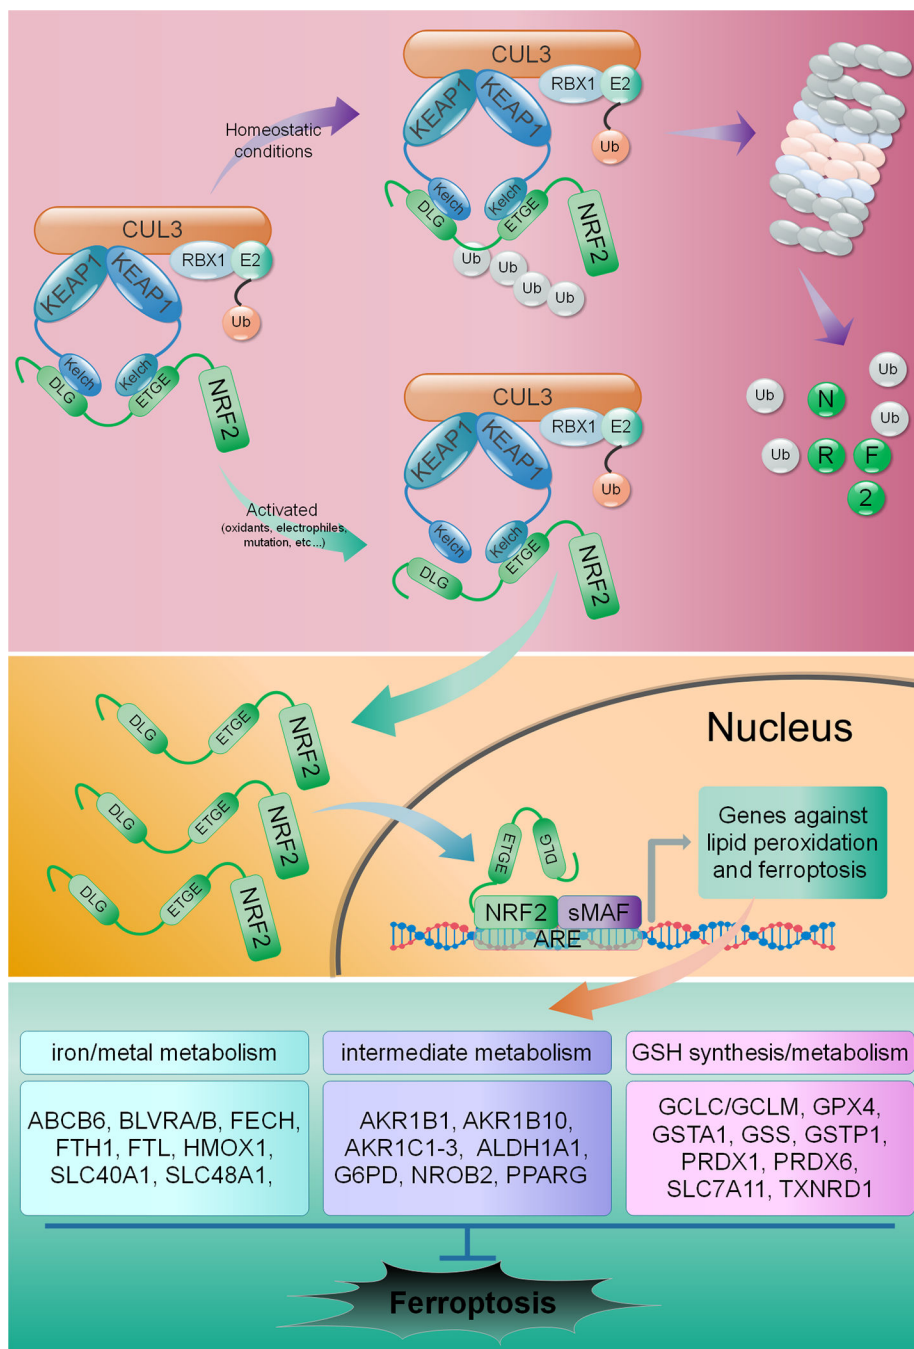 CUL3
KEAP1
KEAP1
RBX1
E2
Ub
Kelch
Kelch
DLG
ETGE
NRF2
Homeostatic
conditions
CUL3
KEAP1
KEAP1
RBX1
E2
Ub
Kelch
Kelch
DLG
ETGE
NRF2
Ub
Ub
Ub
Ub
Ub
Ub
Ub
Ub
N
R
F
2
Activated
(oxidants, electrophiles,
mutation, etc...)
CUL3
KEAP1
KEAP1
RBX1
E2
Ub
Kelch
Kelch
DLG
ETGE
NRF2
DLG
ETGE
NRF2
DLG
ETGE
NRF2
DLG
ETGE
NRF2
Nucleus
ETGE
DLG
NRF2
sMAF
ARE
Genes against
lipid peroxidation
and ferroptosis
iron/metal metabolism
ABCB6, BLVRA/B, FECH,
FTH1, FTL, HMOX1,
SLC40A1, SLC48A1,
intermediate metabolism
AKR1B1, AKR1B10,
AKR1C1-3, ALDH1A1,
G6PD, NROB2, PPARG
GSH synthesis/metabolism
GCLC/GCLM, GPX4,
GSTA1, GSS, GSTP1,
PRDX1, PRDX6,
SLC7A11, TXNRD1
Ferroptosis